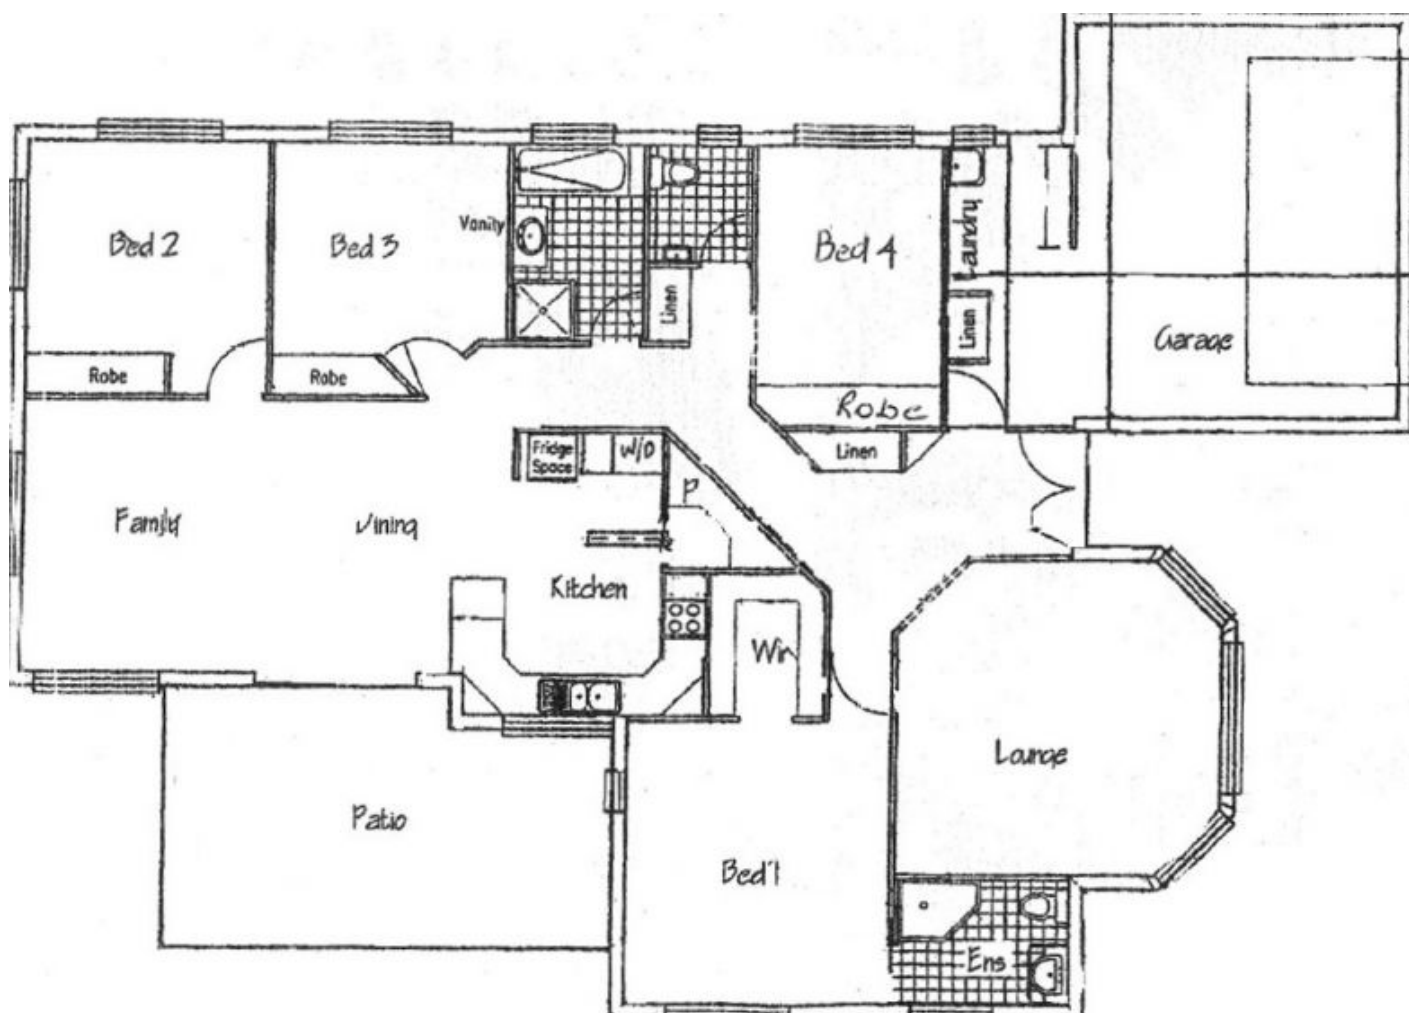 Bed 2
Bed 3
Vanity
Linen
Bed 4
Laundry
Linen
Garage
Robe
Robe
Robe
Linen
Fridge
Space
W/D
P
Family
Dining
Kitchen
Wir
Lounge
Patio
Bed 1
Ens